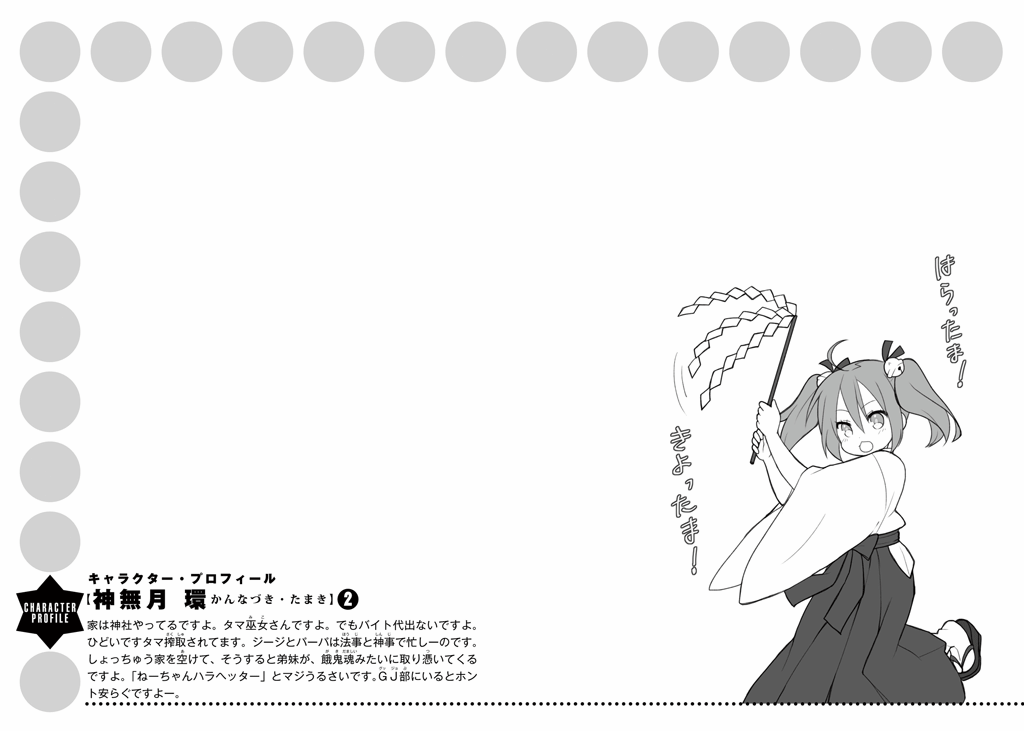 はらったま!
きよったま!
CHARACTER
PROFILE
キャラクター・プロフィール
【神無月 環 かんなづき・たまき】❷
家は神社やってるですよ。タマ巫女さんですよ。でもバイト代出ないですよ。
ひどいですタマ搾取されてます。ジージとバーバは法事と神事で忙しーのです。
しょっちゅう家を空けて、そうすると弟妹が、餓鬼魂みたいに取り憑いてくる
ですよ。「ねーちゃんハラヘッター」とマジうるさいです。GJ部にいるとホン
ト安らぐですよー。